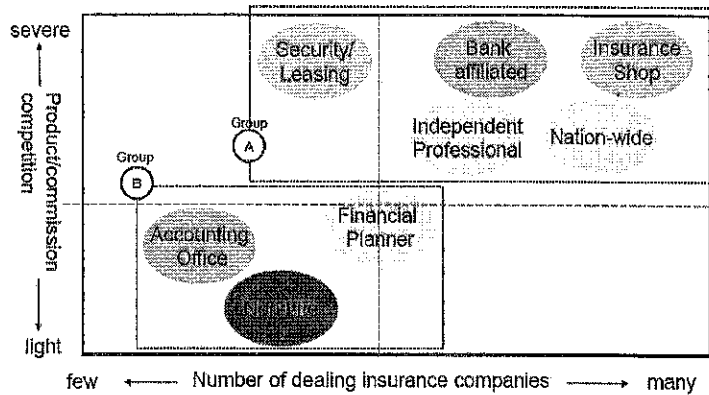 severe
Product/commission
competition
light
Security/
Leasing
Bank
affiliated
Insurance
Shop
Independent
Professional
Nation-wide
Group
A
Group
B
Financial
Planner
Accounting
Office
few
Number of dealing insurance companies
many